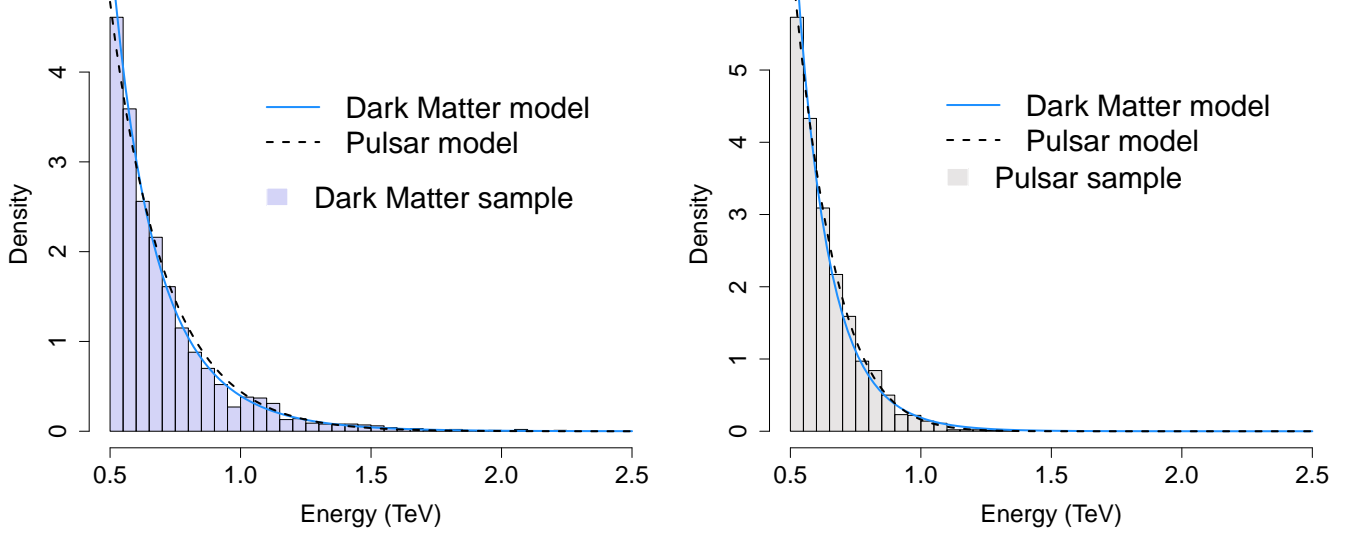 Density
4
3
2
1
0
Dark Matter model
Pulsar model
Dark Matter sample
0.5 1.0 1.5 2.0 2.5
Energy (TeV)
Density
5
4
3
2
1
0
Dark Matter model
Pulsar model
Pulsar sample
0.5 1.0 1.5 2.0 2.5
Energy (TeV)